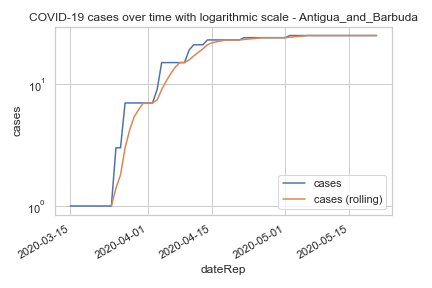 COVID-19 cases over time with logarithmic scale - Antigua_and_Barbuda
cases
10¹
10⁰
cases
cases (rolling)
2020-03-15
2020-04-01
2020-04-15
2020-05-01
2020-05-15
dateRep